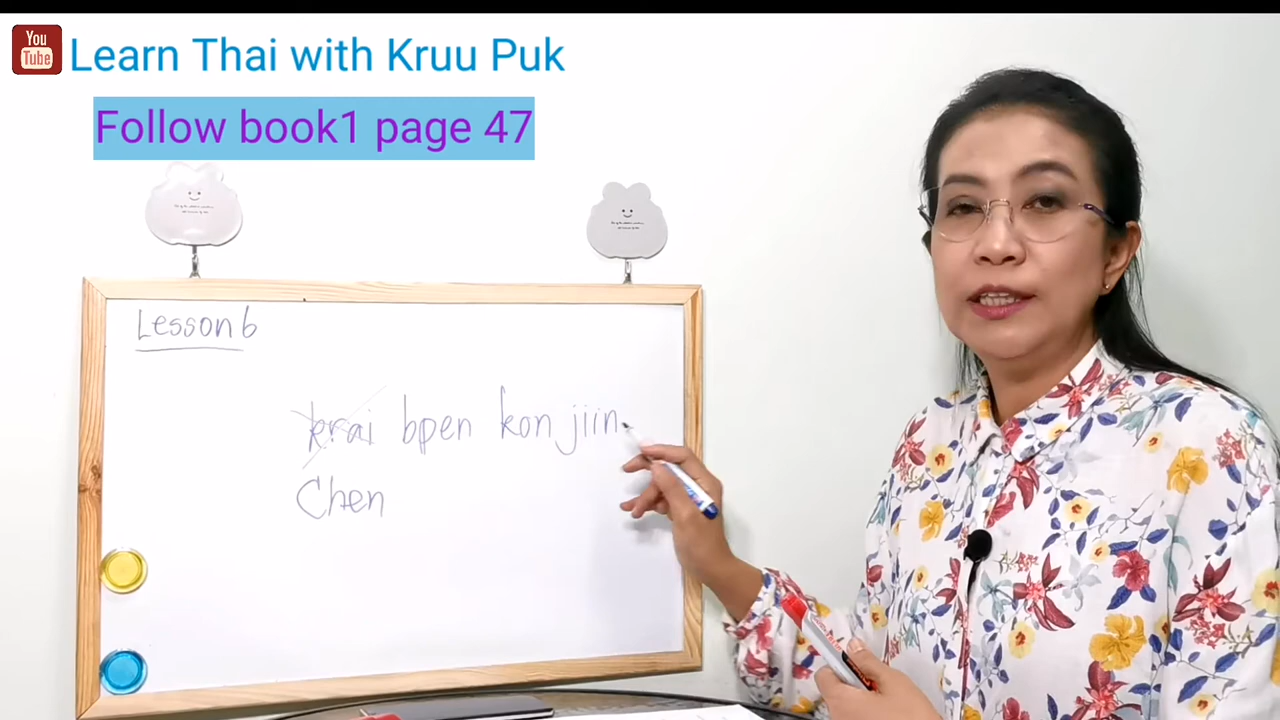 You
Tube
Learn Thai with Kruu Puk
Follow book1 page 47
Lesson 6
krai bpen kon jiin
Chen